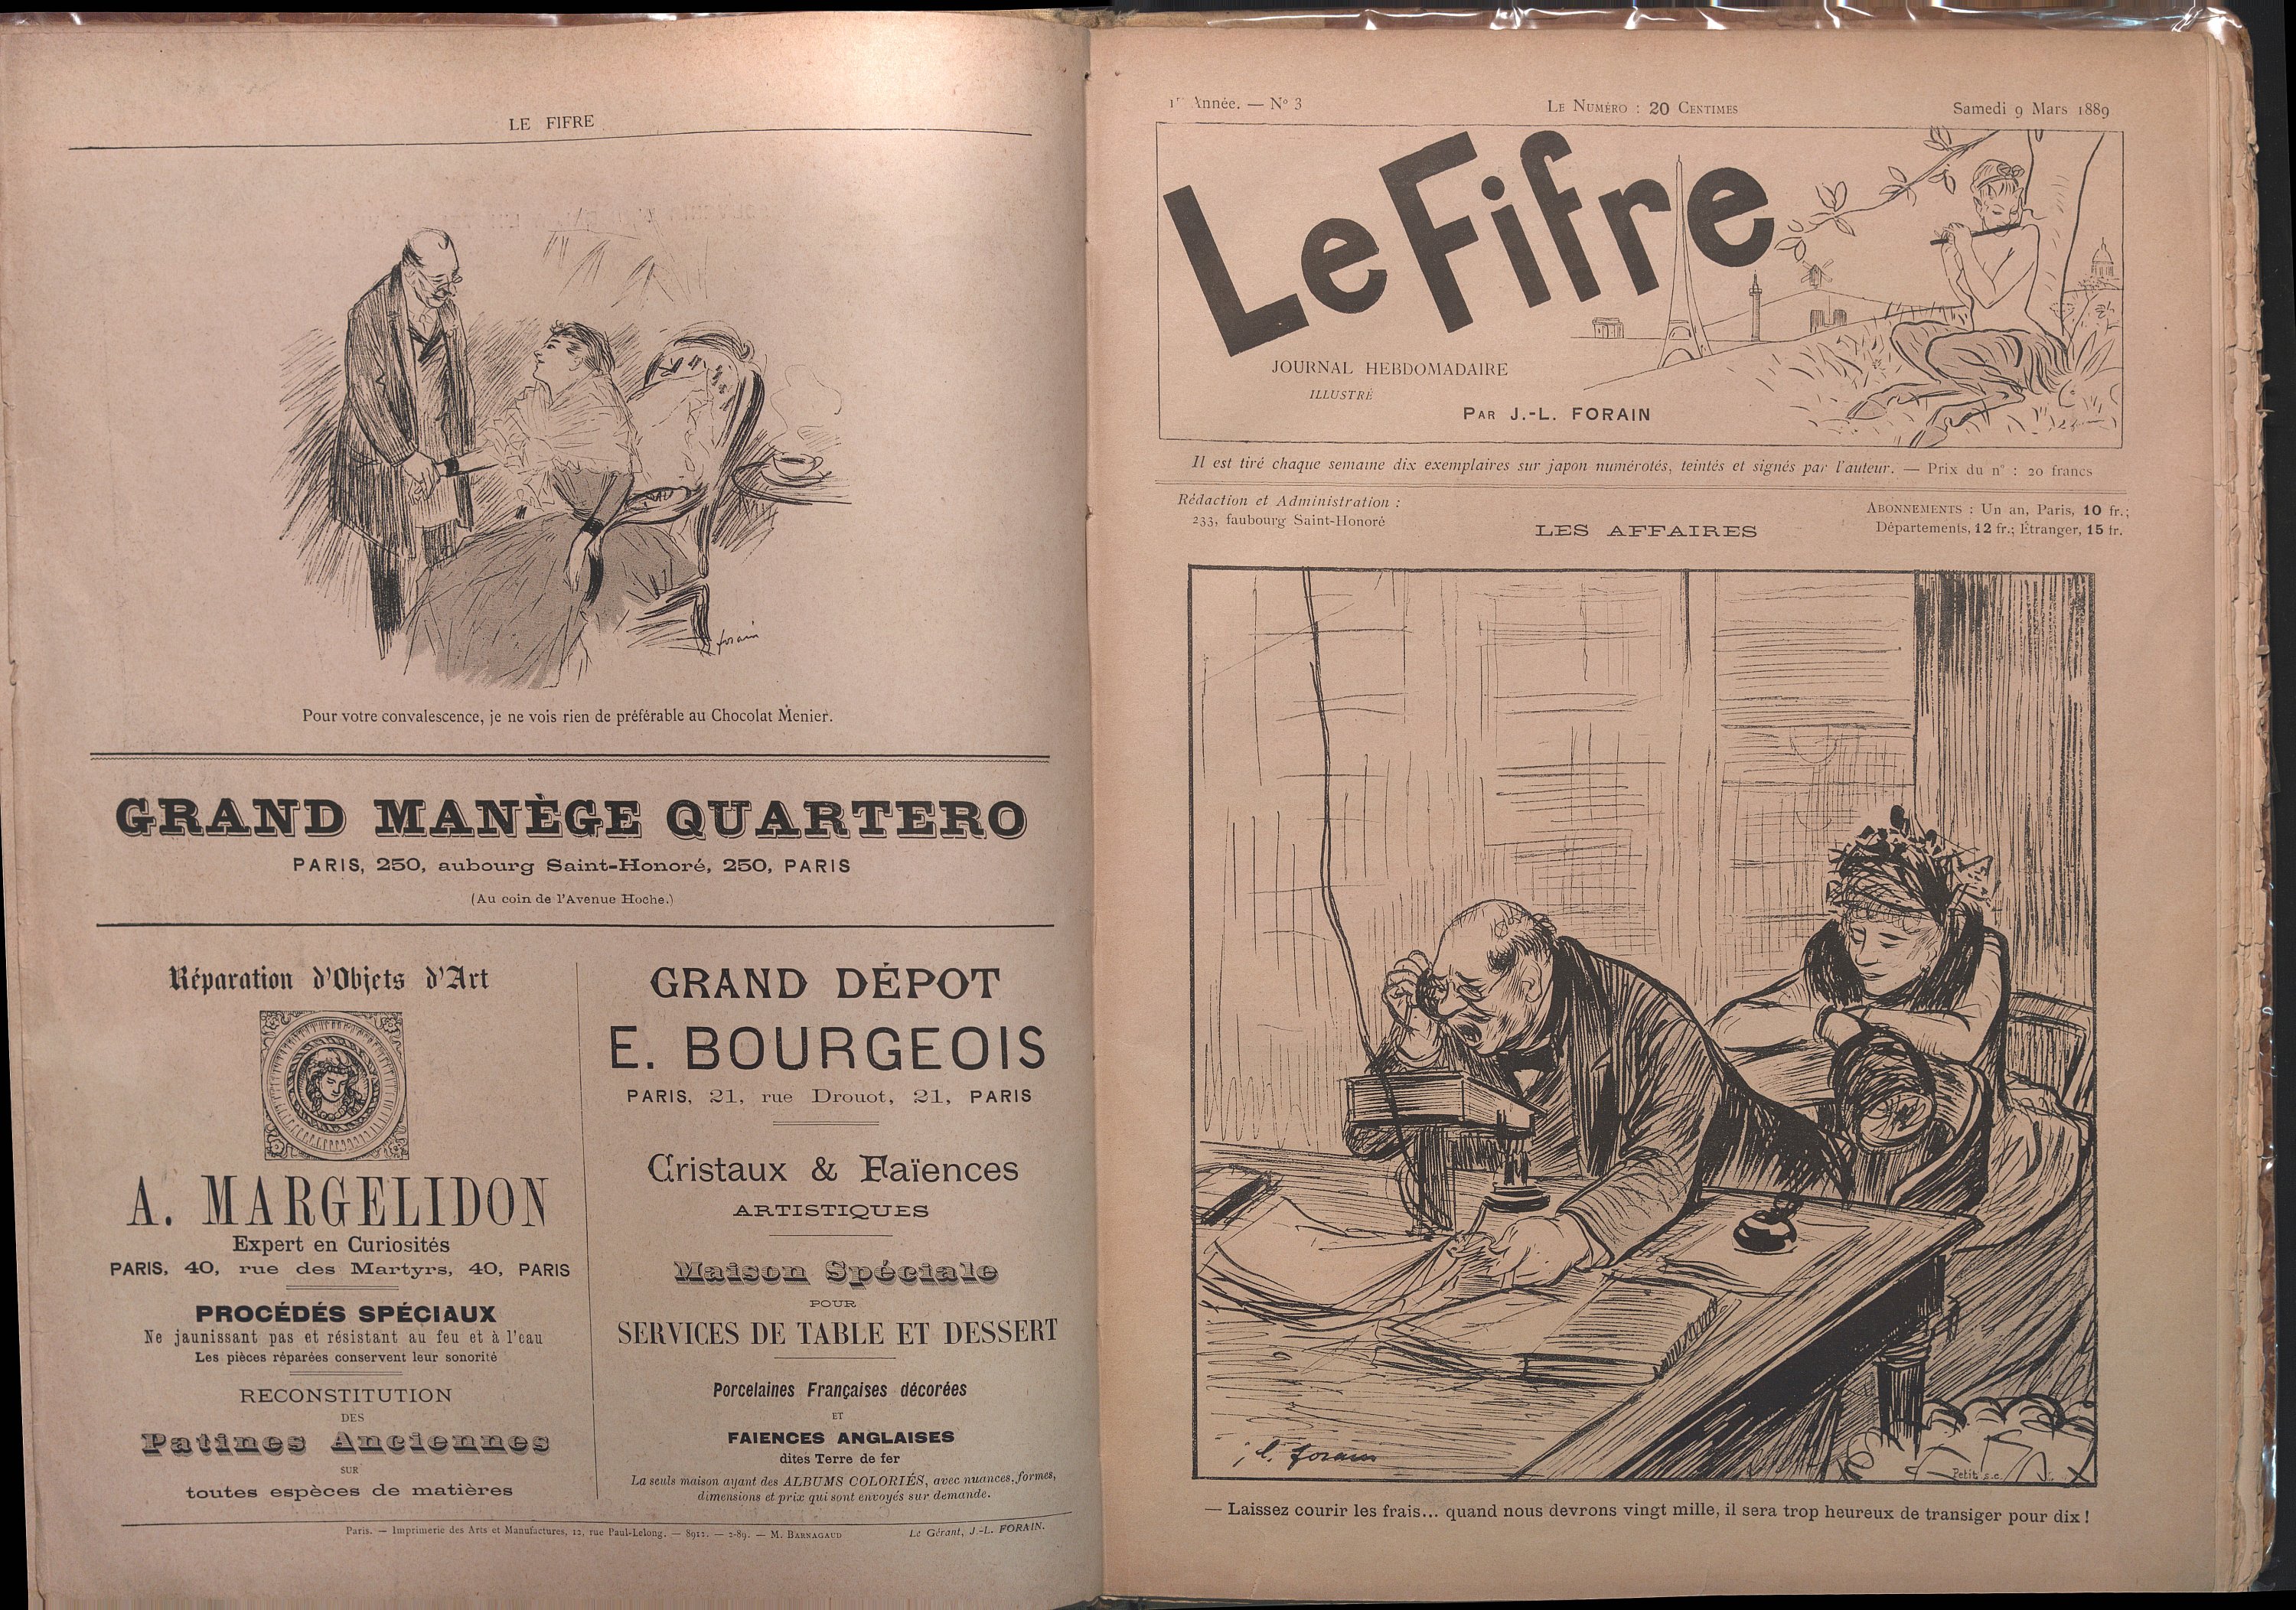 LE FIFRE
forain
Pour votre convalescence, je ne vois rien de préférable au Chocolat Menier.
GRAND MANÈGE QUARTERO
PARIS, 250, aubourg Saint-Honoré, 250, PARIS
(Au coin de l'Avenue Hoche.)
Réparation d'Objets d'Art
A. MARGELIDON
Expert en Curiosités
PARIS, 40, rue des Martyrs, 40, PARIS
PROCÉDÉS SPÉCIAUX
Ne jaunissant pas et résistant au feu et à l'eau
Les pièces réparées conservent leur sonorité
RECONSTITUTION
DES
Patines Anciennes
SUR
toutes espèces de matières
GRAND DÉPOT
E. BOURGEOIS
PARIS, 21, rue Drouot, 21, PARIS
Cristaux & Faïences
ARTISTIQUES
Maison Spéciale
POUR
SERVICES DE TABLE ET DESSERT
Porcelaines Françaises décorées
ET
FAIENCES ANGLAISES
dites Terre de fer
La seuls maison ayant des ALBUMS COLORIÉS, avec nuances, formes,
dimensions et prix qui sont envoyés sur demande.
Paris. — Imprimerie des Arts et Manufactures, 12, rue Paul-Lelong. — 8912. — 2-89. — M. BARNAGAUD
Le Gérant, J.-L. FORAIN.
Année. — N° 3
LE NUMÉRO : 20 CENTIMES
Samedi 9 Mars 1889
Le Fifre
JOURNAL HEBDOMADAIRE
ILLUSTRÉ
PAR J.-L. FORAIN
Il est tiré chaque semaine dix exemplaires sur japon numérotés, teintés et signés par l'auteur. — Prix du n° : 20 francs
Rédaction et Administration :
233, faubourg Saint-Honoré
LES AFFAIRES
ABONNEMENTS : Un an, Paris, 10 fr.;
Départements, 12 fr.; Étranger, 15 fr.
j. l. forain
Petit s.c.
— Laissez courir les frais... quand nous devrons vingt mille, il sera trop heureux de transiger pour dix !